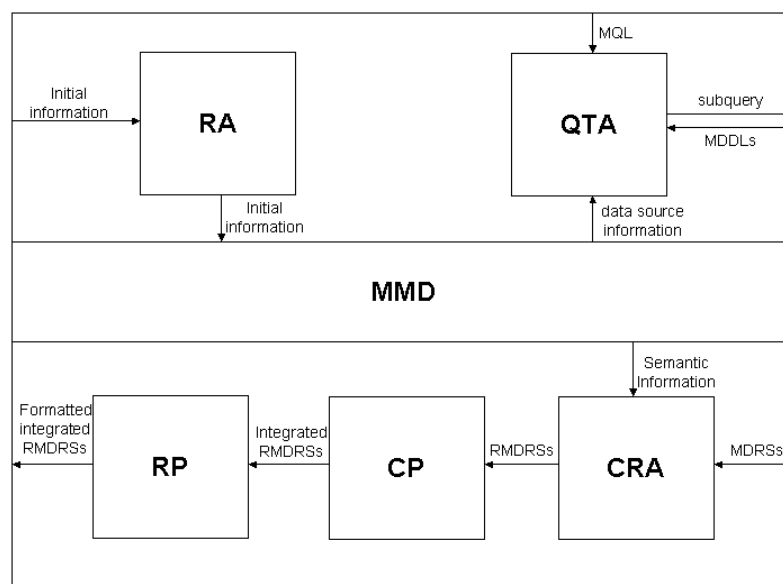 MQL
Initial
information
RA
QTA
subquery
MDDLs
Initial
information
data source
information
MMD
Semantic
Information
Formatted
integrated
RMDRSs
RP
Integrated
RMDRSs
CP
RMDRSs
CRA
MDRSs